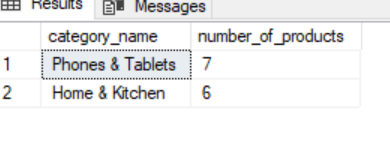 Results Messages
category_name number_of_products
1 Phones & Tablets 7
2 Home & Kitchen 6